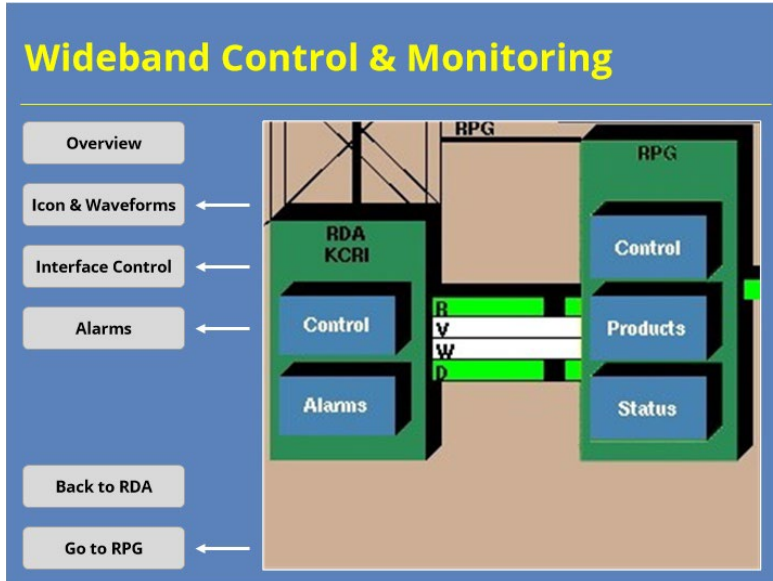 Wideband Control & Monitoring
Overview
Icon & Waveforms
Interface Control
Alarms
Back to RDA
Go to RPG
RPG
RDA
KCRI
Control
Alarms
R
V
W
D
RPG
Control
Products
Status